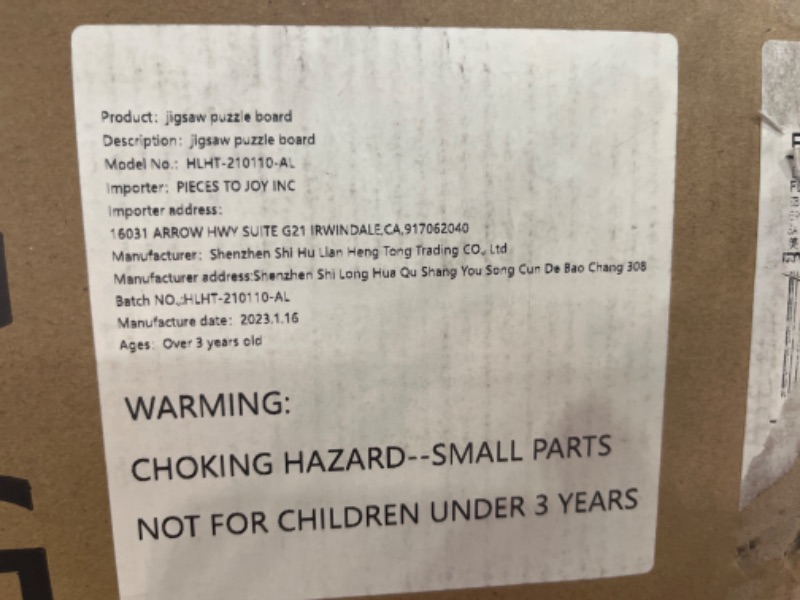 Product: jigsaw puzzle board
Description: jigsaw puzzle board
Model No.: HLHT-210110-AL
Importer: PIECES TO JOY INC
Importer address:
16031 ARROW HWY SUITE G21 IRWINDALE,CA,917062040
Manufacturer: Shenzhen Shi Hu Lian Heng Tong Trading CO., Ltd
Manufacturer address:Shenzhen Shi Long Hua Qu Shang You Song Cun De Bao Chang 308
Batch NO.,:HLHT-210110-AL
Manufacture date: 2023.1.16
Ages: Over 3 years old
WARMING:
CHOKING HAZARD--SMALL PARTS
NOT FOR CHILDREN UNDER 3 YEARS